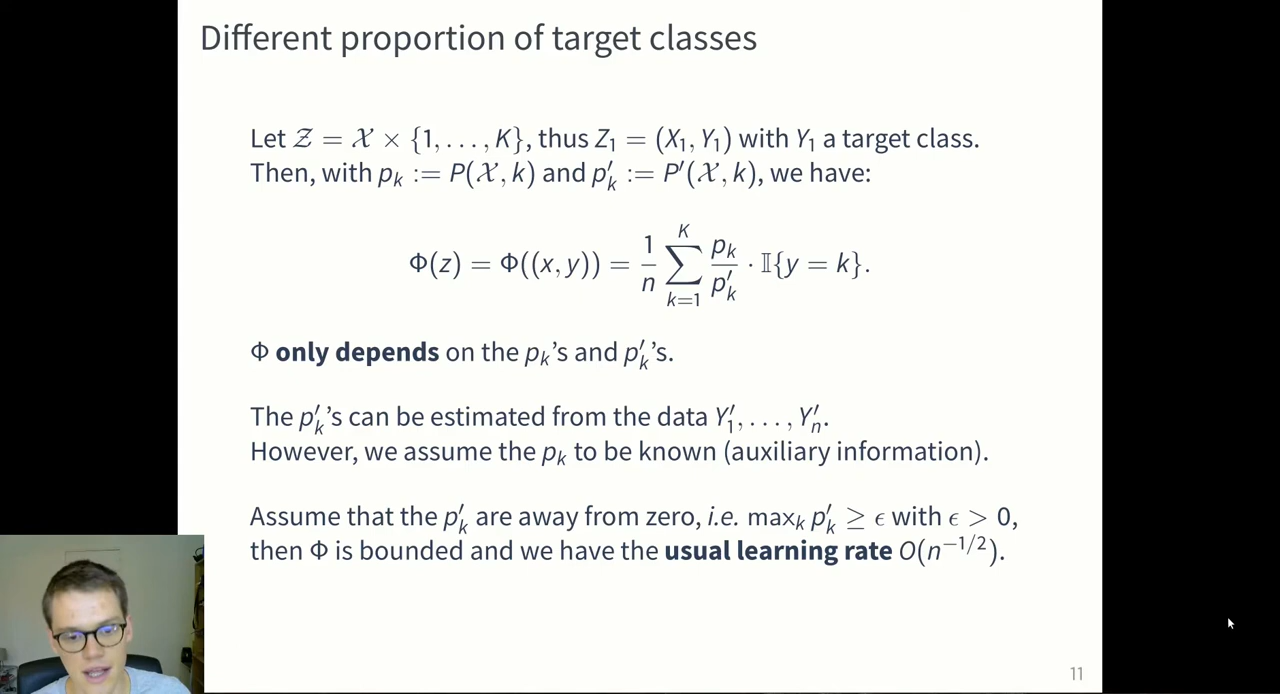 Different proportion of target classes
Let 𝒵 = 𝒳 × {1, . . . , K}, thus Z₁ = (X₁, Y₁) with Y₁ a target class.
Then, with pₖ := P(𝒳, k) and p′ₖ := P′(𝒳, k), we have:
Φ(z) = Φ((x, y)) = 1/n ∑ₖ₌₁ᴷ pₖ/p′ₖ · 𝕀{y = k}.
Φ only depends on the pₖ’s and p′ₖ’s.
The p′ₖ’s can be estimated from the data Y′₁, . . . , Y′ₙ.
However, we assume the pₖ to be known (auxiliary information).
Assume that the p′ₖ are away from zero, i.e. maxₖ p′ₖ ≥ ϵ with ϵ > 0,
then Φ is bounded and we have the usual learning rate O(n⁻¹/²).
11